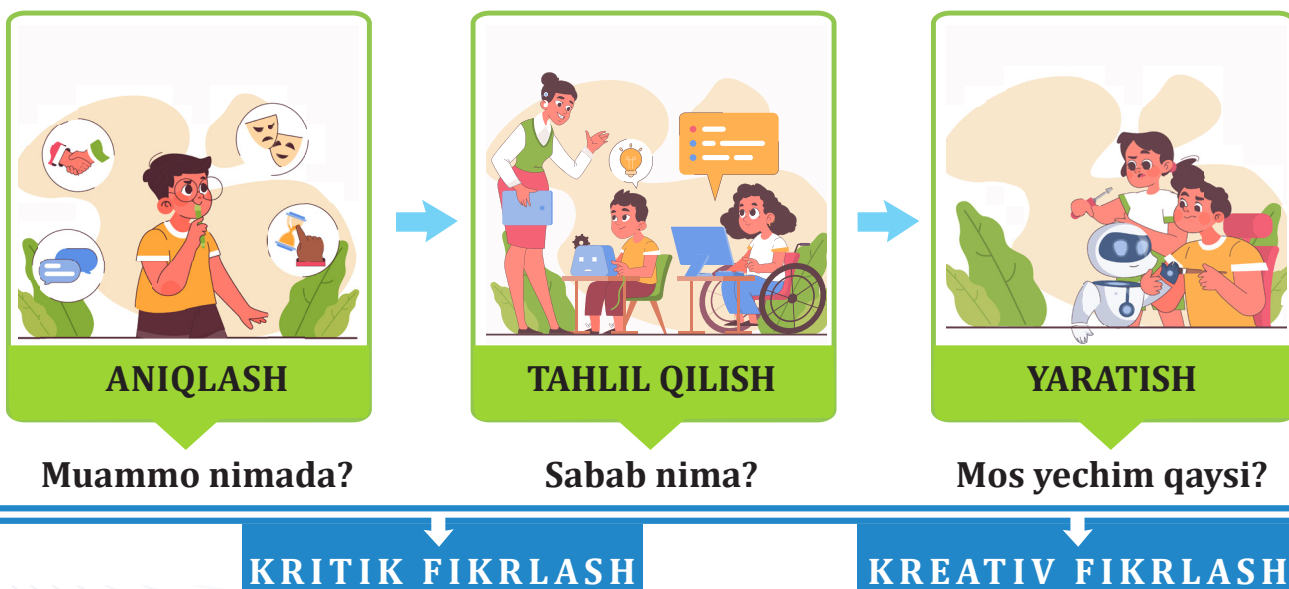 ANIQLASH
TAHLIL QILISH
YARATISH
Muammo nimada?
Sabab nima?
Mos yechim qaysi?
KRITIK FIKRLASH
KREATIV FIKRLASH